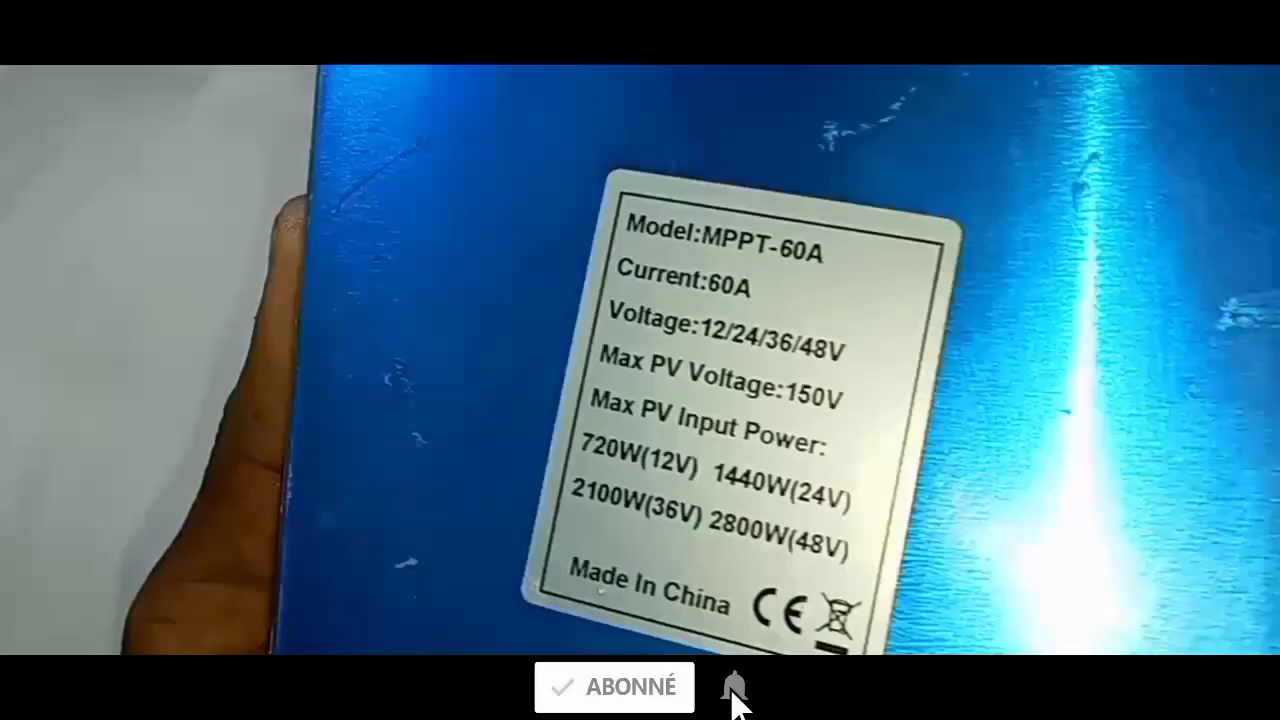 Model:MPPT-60A
Current:60A
Voltage:12/24/36/48V
Max PV Voltage:150V
Max PV Input Power:
720W(12V) 1440W(24V)
2100W(36V) 2800W(48V)
Made In China CE
ABONNÉ